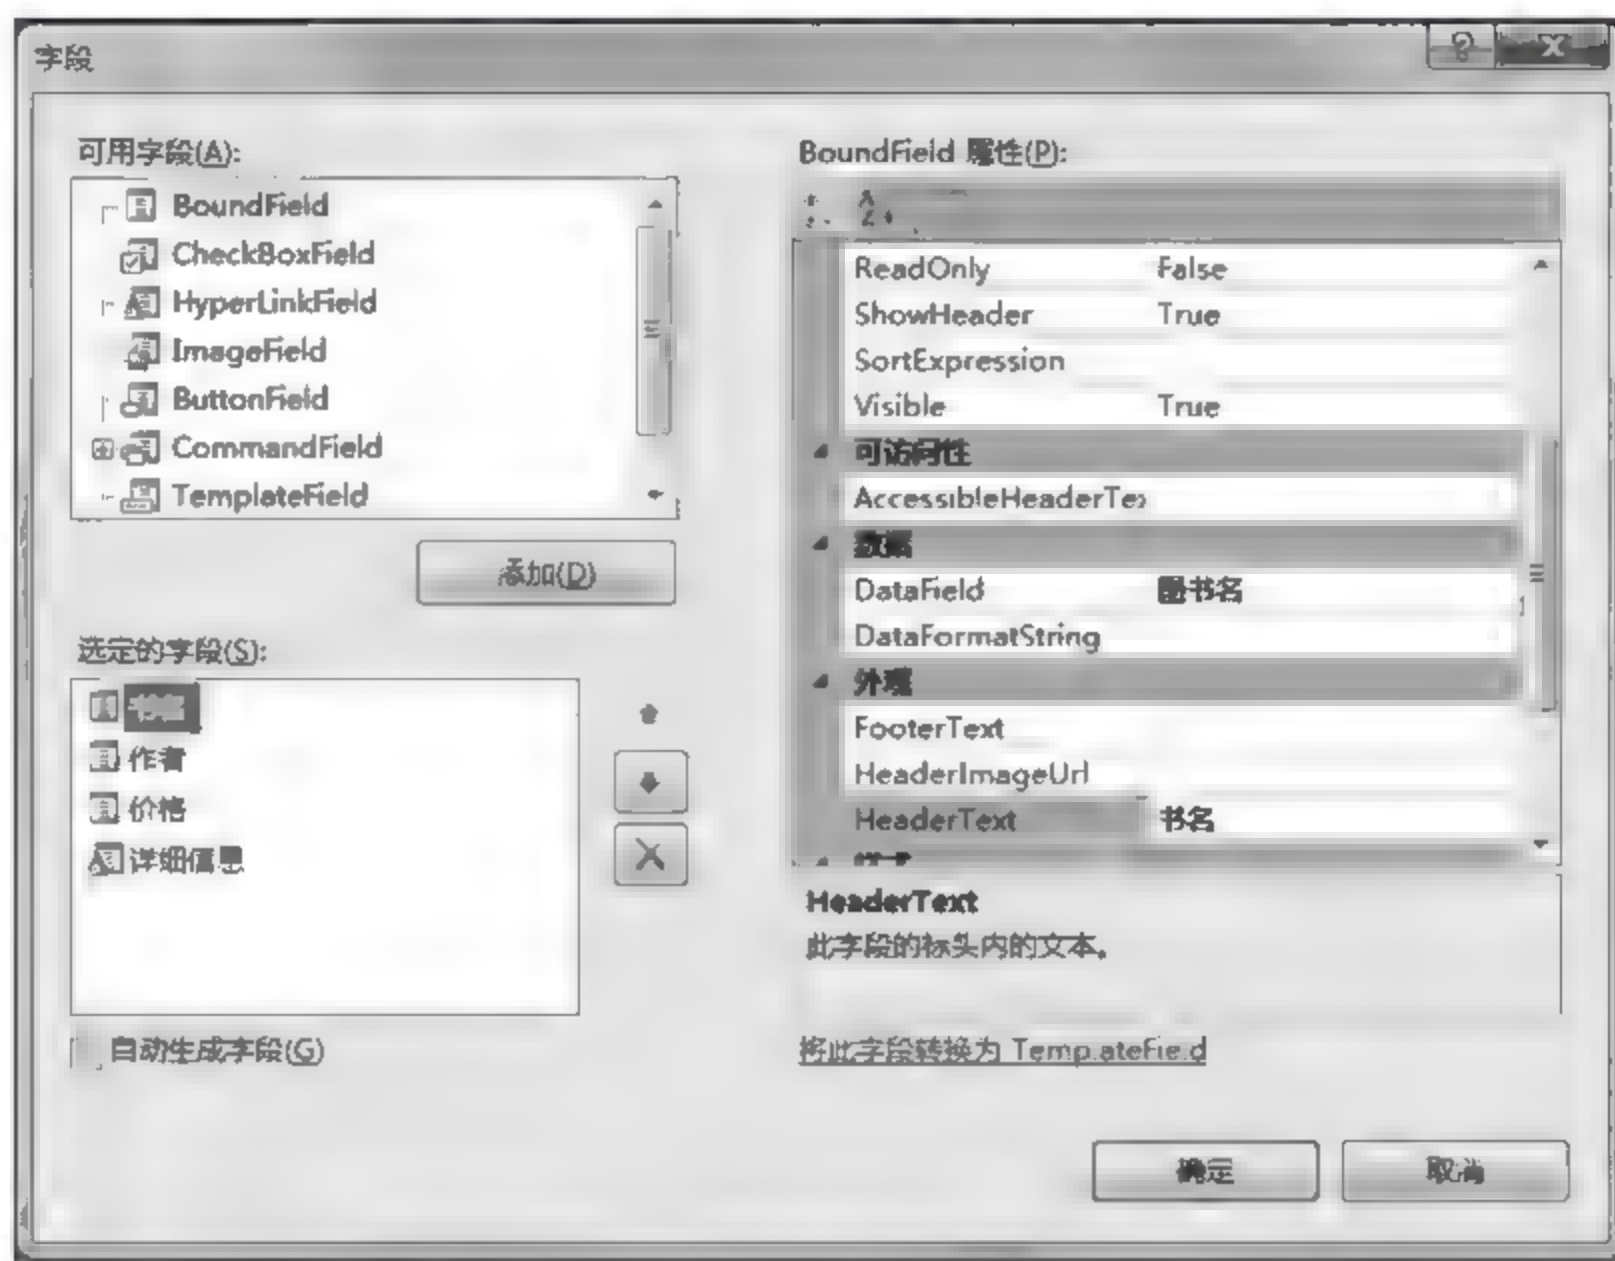 字段
可用字段(A):
BoundField
CheckBoxField
HyperLinkField
ImageField
ButtonField
CommandField
TemplateField
添加(D)
选定的字段(S):
书名
作者
价格
详细信息
自动生成字段(G)
BoundField 属性(P):
ReadOnly False
ShowHeader True
SortExpression
Visible True
可访问性
AccessibleHeaderTex
数据
DataField 图书名
DataFormatString
外观
FooterText
HeaderImageUrl
HeaderText 书名
HeaderText
此字段的标头内的文本。
将此字段转换为 TemplateField
确定
取消